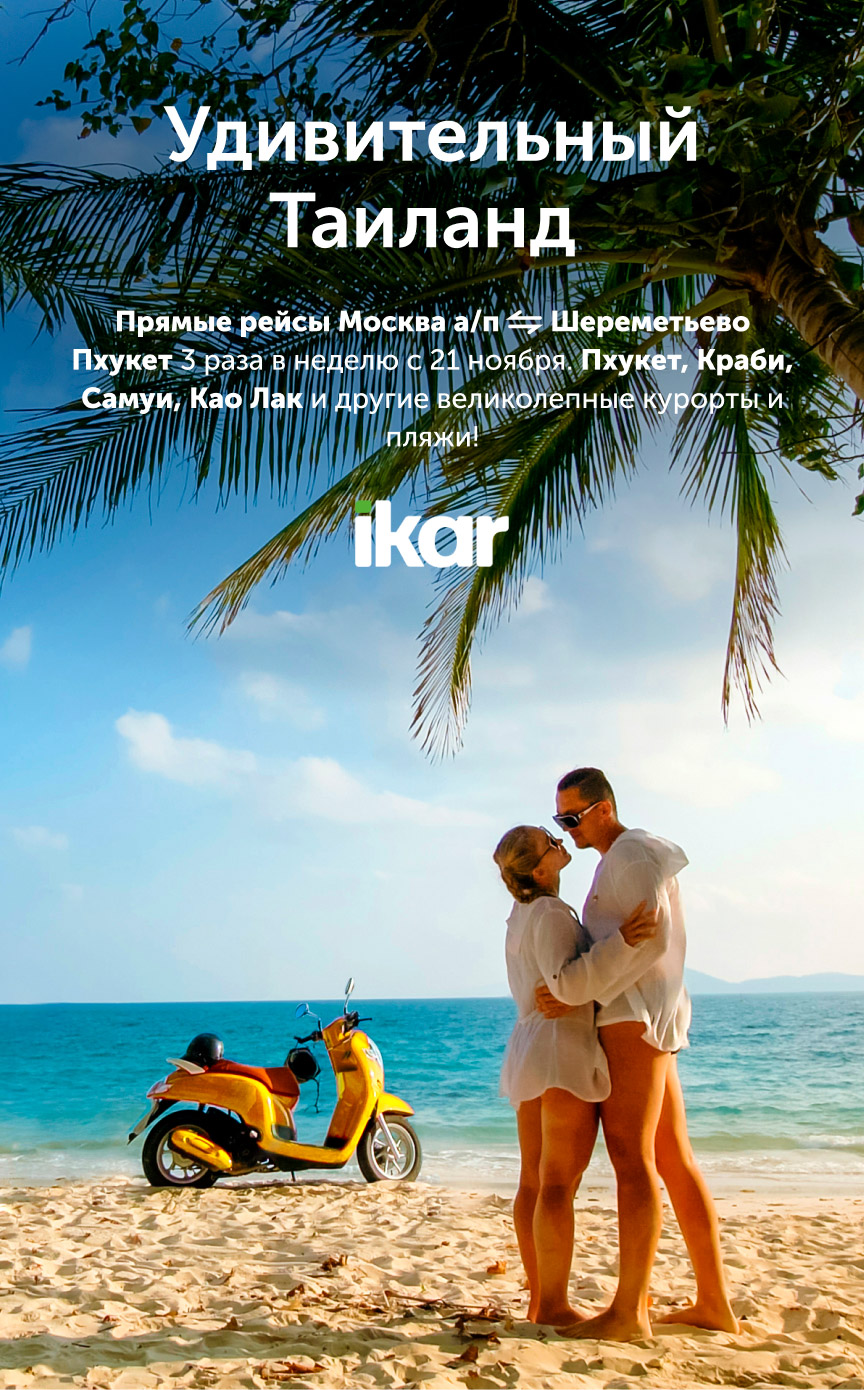 Удивительный
Таиланд
Прямые рейсы Москва а/п ⇋ Шереметьево
Пхукет 3 раза в неделю с 21 ноября. Пхукет, Краби,
Самуи, Као Лак и другие великолепные курорты и
пляжи!
ikar